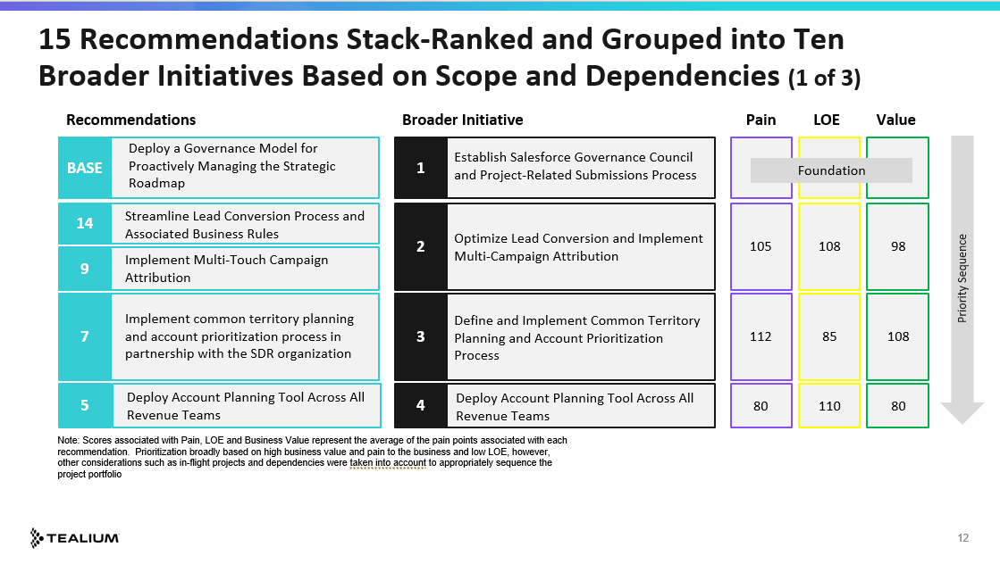 15 Recommendations Stack-Ranked and Grouped into Ten
Broader Initiatives Based on Scope and Dependencies (1 of 3)
Recommendations
Broader Initiative
Pain
LOE
Value
BASE
Deploy a Governance Model for
Proactively Managing the Strategic
Roadmap
1
Establish Salesforce Governance Council
and Project-Related Submissions Process
Foundation
14
Streamline Lead Conversion Process and
Associated Business Rules
9
Implement Multi-Touch Campaign
Attribution
2
Optimize Lead Conversion and Implement
Multi-Campaign Attribution
105
108
98
7
Implement common territory planning
and account prioritization process in
partnership with the SDR organization
3
Define and Implement Common Territory
Planning and Account Prioritization
Process
112
85
108
5
Deploy Account Planning Tool Across All
Revenue Teams
4
Deploy Account Planning Tool Across All
Revenue Teams
80
110
80
Priority Sequence
Note: Scores associated with Pain, LOE and Business Value represent the average of the pain points associated with each
recommendation.  Prioritization broadly based on high business value and pain to the business and low LOE, however,
other considerations such as in-flight projects and dependencies were taken into account to appropriately sequence the
project portfolio
TEALIUM
12